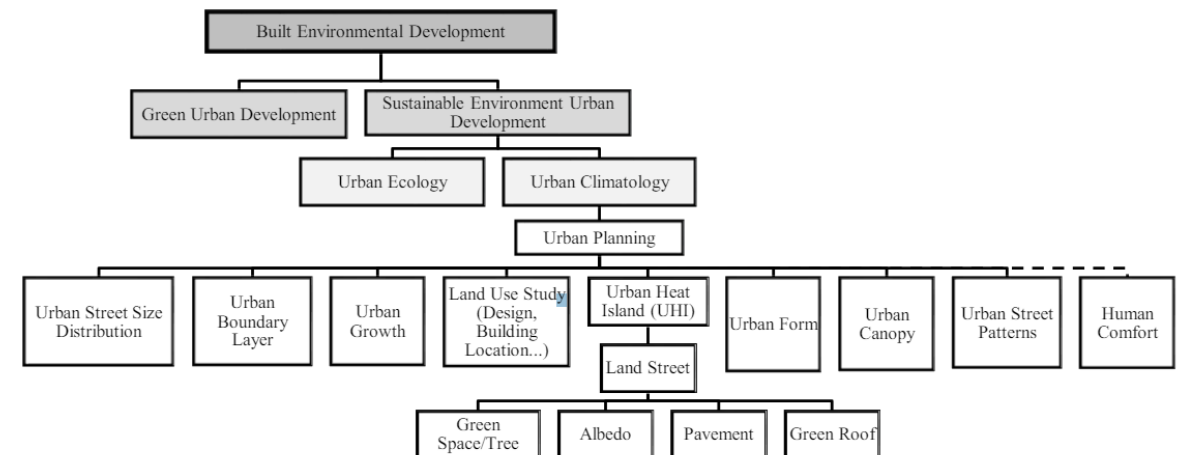 Built Environmental Development
Green Urban Development
Sustainable Environment Urban
Development
Urban Ecology
Urban Climatology
Urban Planning
Urban Street Size
Distribution
Urban
Boundary
Layer
Urban
Growth
Land Use Study
(Design,
Building
Location...)
Urban Heat
Island (UHI)
Urban Form
Urban
Canopy
Urban Street
Patterns
Human
Comfort
Land Street
Green
Space/Tree
Albedo
Pavement
Green Roof